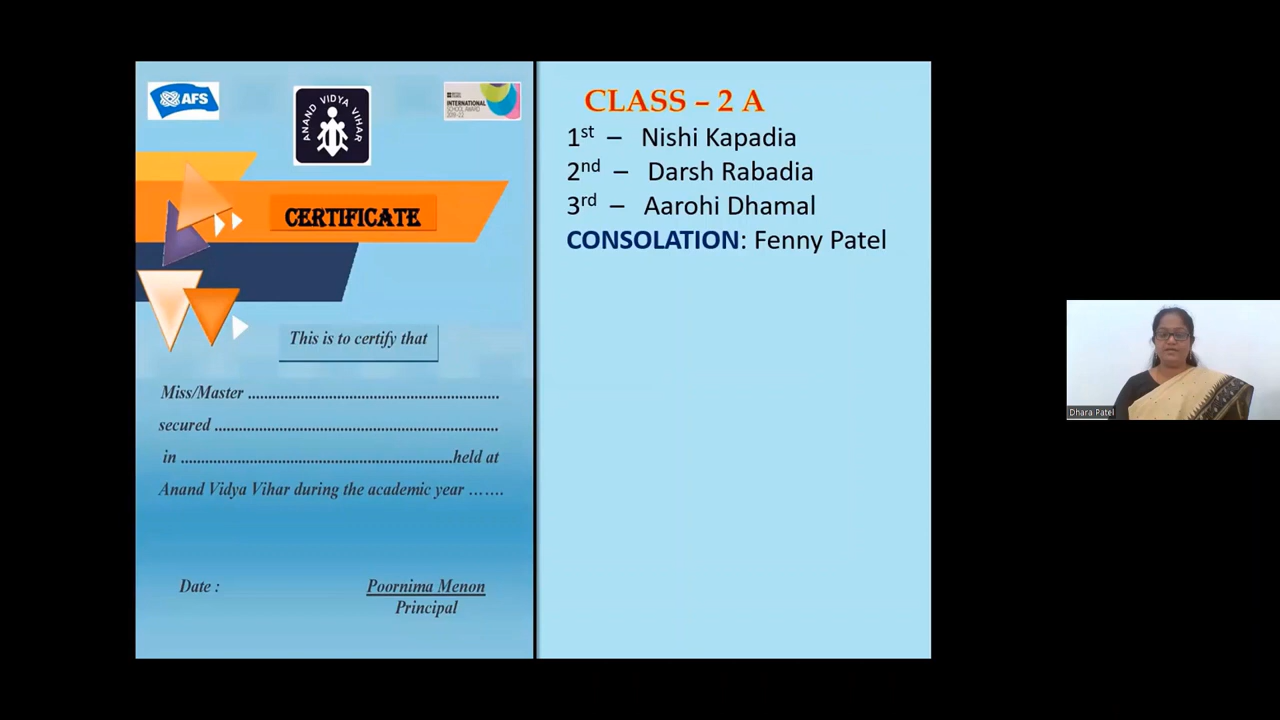 AFS
ANAND VIDYA VIHAR
INTERNATIONAL
SCHOOL AWARD
CERTIFICATE
This is to certify that
Miss/Master ...............................................................
secured ......................................................................
in ....................................................................held at
Anand Vidya Vihar during the academic year …….
Date :
Poornima Menon
Principal
CLASS – 2 A
1st – Nishi Kapadia
2nd – Darsh Rabadia
3rd – Aarohi Dhamal
CONSOLATION: Fenny Patel
Dhara Patel